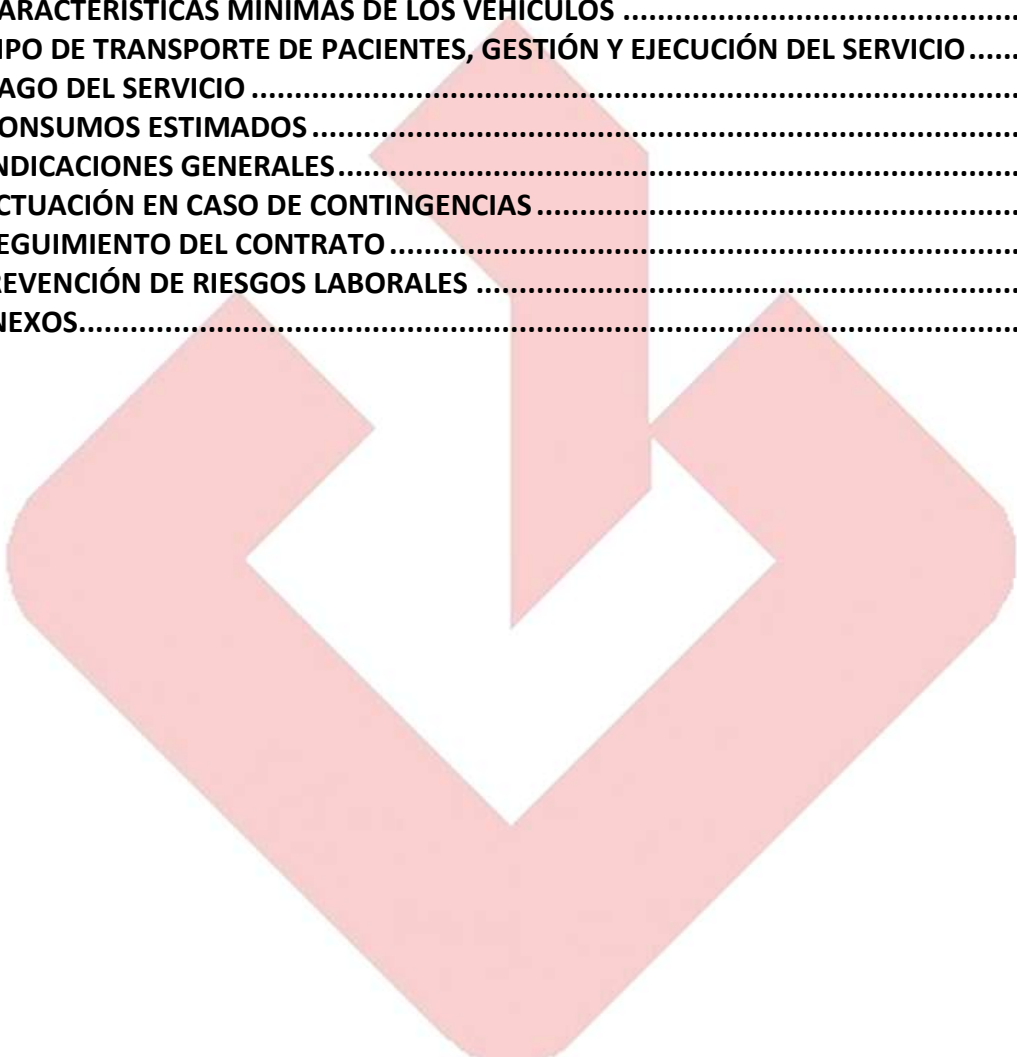 ARACTERÍSTICAS MÍNIMAS DE LOS VEHÍCULOS ................................................
IPO DE TRANSPORTE DE PACIENTES, GESTIÓN Y EJECUCIÓN DEL SERVICIO ......
AGO DEL SERVICIO ................................................................................................
ONSUMOS ESTIMADOS ........................................................................................
NDICACIONES GENERALES .....................................................................................
CTUACIÓN EN CASO DE CONTINGENCIAS ............................................................
EGUIMIENTO DEL CONTRATO ..............................................................................
REVENCIÓN DE RIESGOS LABORALES ....................................................................
NEXOS..................................................................................................................